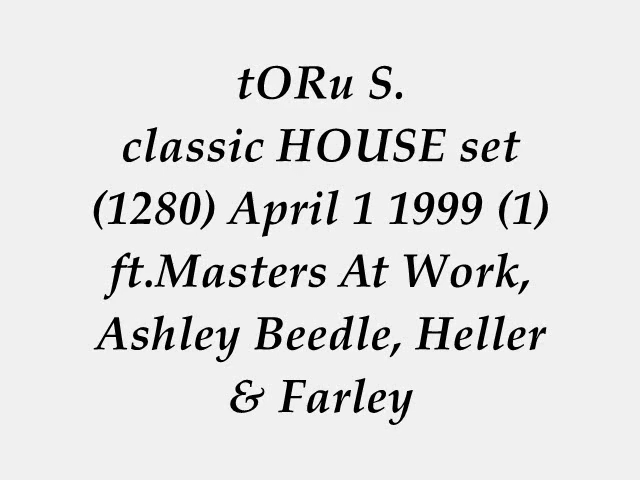 tORu S.
classic HOUSE set
(1280) April 1 1999 (1)
ft.Masters At Work,
Ashley Beedle, Heller
& Farley